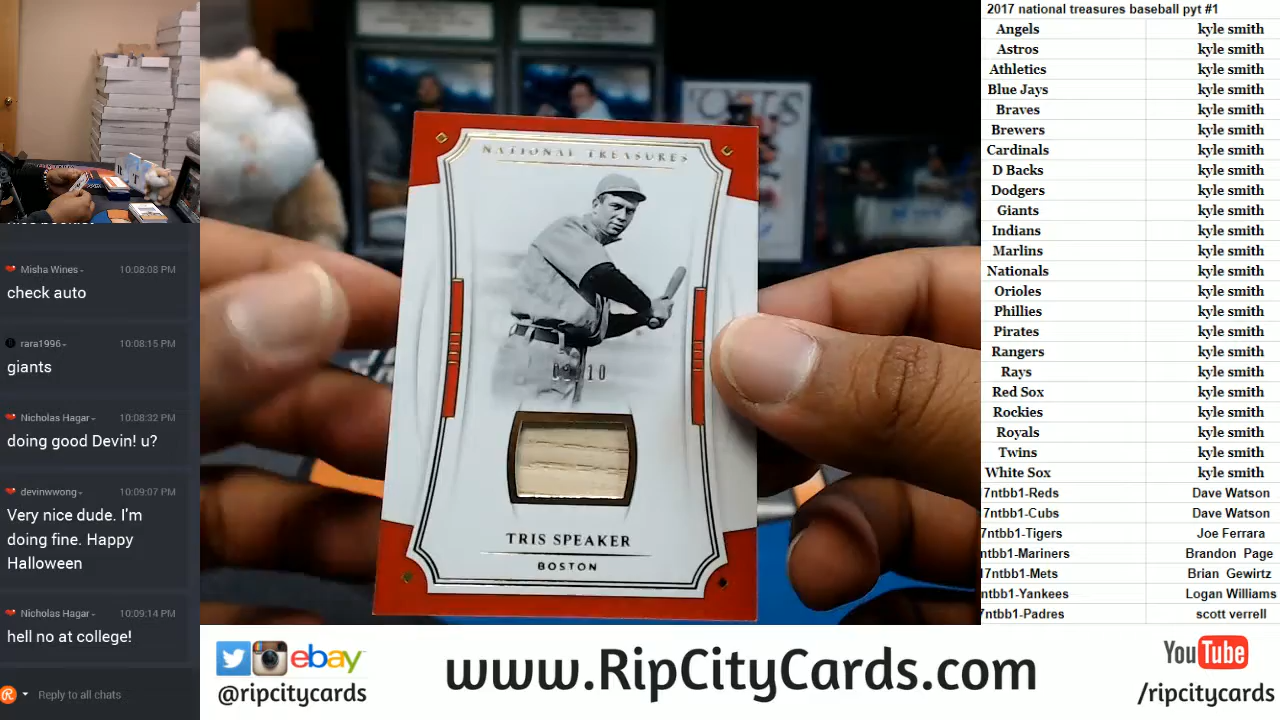 Misha Wines 10:08:08 PM
check auto
rara1996 10:08:15 PM
giants
Nicholas Hagar 10:08:32 PM
doing good Devin! u?
devinwwong 10:09:07 PM
Very nice dude. I'm
doing fine. Happy
Halloween
Nicholas Hagar 10:09:14 PM
hell no at college!
Reply to all chats
NATIONAL TREASURES
TRIS SPEAKER
BOSTON
2017 national treasures baseball pyt #1
Angels kyle smith
Astros kyle smith
Athletics kyle smith
Blue Jays kyle smith
Braves kyle smith
Brewers kyle smith
Cardinals kyle smith
D Backs kyle smith
Dodgers kyle smith
Giants kyle smith
Indians kyle smith
Marlins kyle smith
Nationals kyle smith
Orioles kyle smith
Phillies kyle smith
Pirates kyle smith
Rangers kyle smith
Rays kyle smith
Red Sox kyle smith
Rockies kyle smith
Royals kyle smith
Twins kyle smith
White Sox kyle smith
7ntbb1-Reds Dave Watson
7ntbb1-Cubs Dave Watson
7ntbb1-Tigers Joe Ferrara
ntbb1-Mariners Brandon Page
17ntbb1-Mets Brian Gewirtz
ntbb1-Yankees Logan Williams
7ntbb1-Padres scott verrell
ebay
@ripcitycards
www.RipCityCards.com
YouTube
/ripcitycards